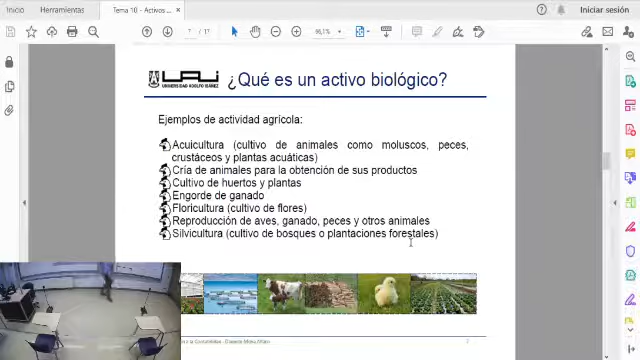 Inicio
Herramientas
Tema 10 - Activos ...
Iniciar sesión
UNIVERSIDAD ADOLFO IBÁÑEZ
¿Qué es un activo biológico?
Ejemplos de actividad agrícola:
Acuicultura (cultivo de animales como moluscos, peces,
crustáceos y plantas acuáticas)
Cría de animales para la obtención de sus productos
Cultivo de huertos y plantas
Engorde de ganado
Floricultura (cultivo de flores)
Reproducción de aves, ganado, peces y otros animales
Silvicultura (cultivo de bosques o plantaciones forestales)